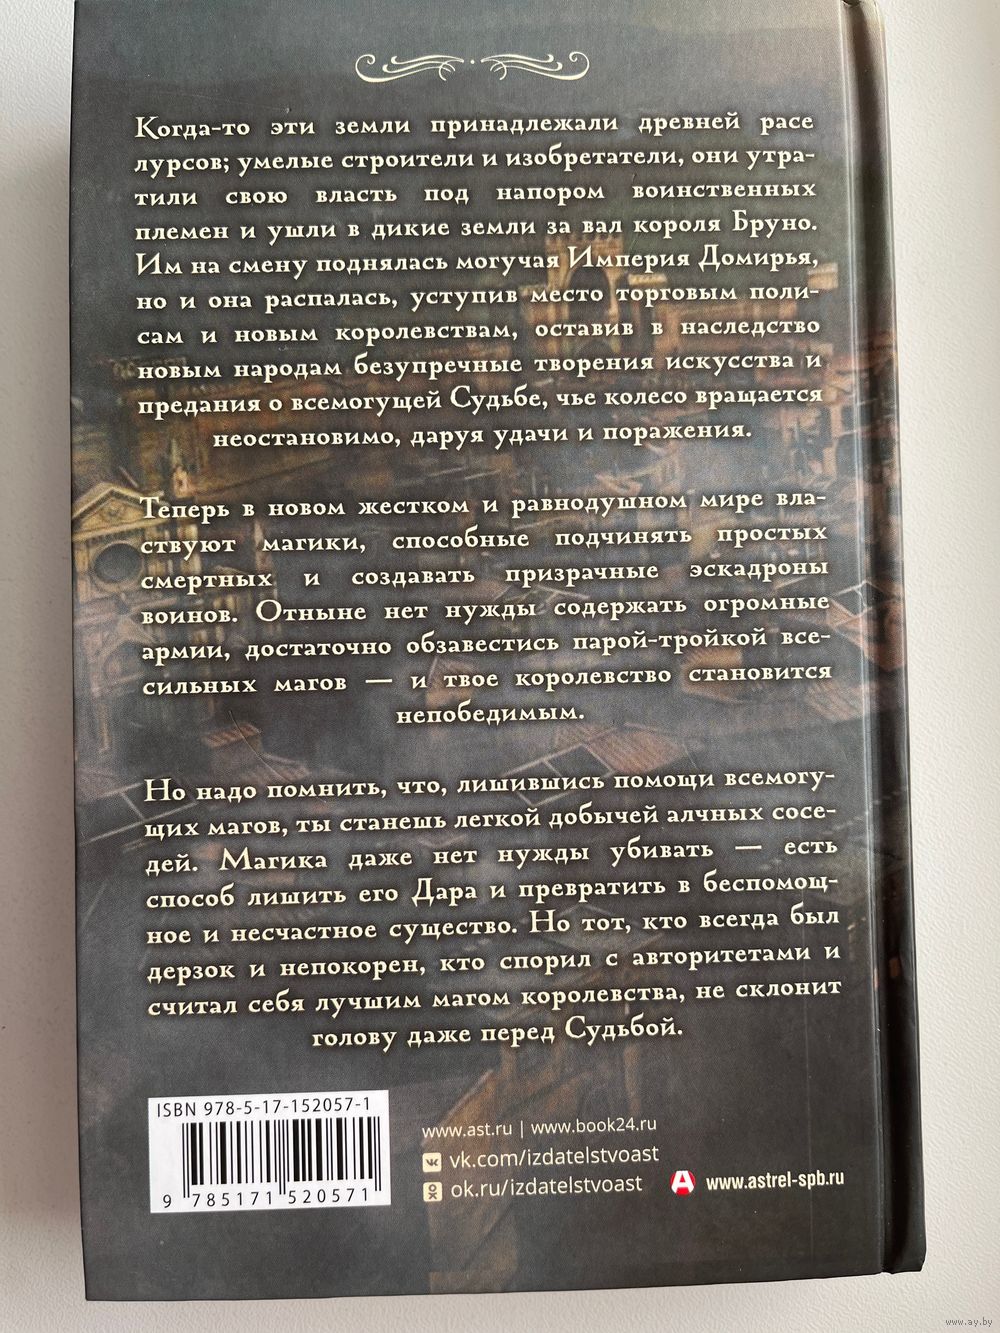 Когда-то эти земли принадлежали древней расе
лурсов; умелые строители и изобретатели, они утра-
тили свою власть под напором воинственных
племен и ушли в дикие земли за вал короля Бруно.
Им на смену поднялась могучая Империя Домирья,
но и она распалась, уступив место торговым поли-
сам и новым королевствам, оставив в наследство
новым народам безупречные творения искусства и
предания о всемогущей Судьбе, чье колесо вращается
неостановимо, даруя удачи и поражения.
Теперь в новом жестком и равнодушном мире вла-
ствуют магики, способные подчинять простых
смертных и создавать призрачные эскадроны
воинов. Отныне нет нужды содержать огромные
армии, достаточно обзавестись парой-тройкой все-
сильных магов — и твое королевство становится
непобедимым.
Но надо помнить, что, лишившись помощи всемогу-
щих магов, ты станешь легкой добычей алчных сосе-
дей. Магика даже нет нужды убивать — есть
способ лишить его Дара и превратить в беспомощ-
ное и несчастное существо. Но тот, кто всегда был
дерзок и непокорен, кто спорил с авторитетами и
считал себя лучшим магом королевства, не склонит
голову даже перед Судьбой.
ISBN 978-5-17-152057-1
9 785171 520571
www.ast.ru | www.book24.ru
vk.com/izdatelstvoast
ok.ru/izdatelstvoast
www.astrel-spb.ru
www.ay.by